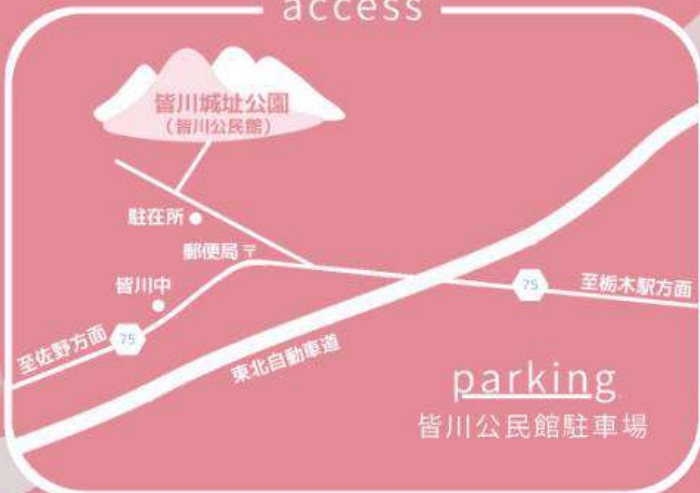 access
皆川城址公園
(皆川公民館)
駐在所
郵便局〒
皆川中
75
至栃木駅方面
至佐野方面
75
東北自動車道
parking
皆川公民館駐車場